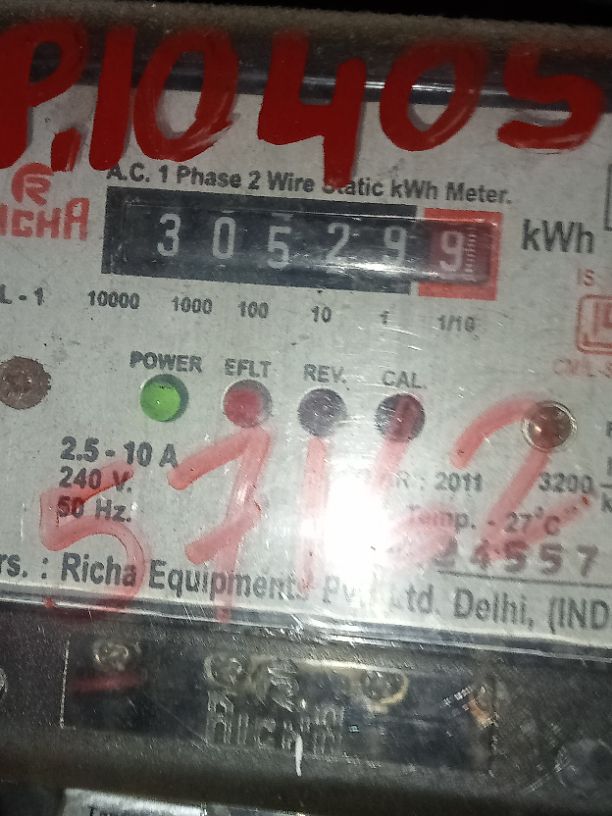 P.10405
A.C. 1 Phase 2 Wire Static kWh Meter.
R
RICHA
3 0 5 2 9 9 kWh
IS
L - 1 10000 1000 100 10 1 1/10
POWER EFLT REV. CAL.
2.5 - 10 A
240 V. : 2011 3200
50 Hz. Temp. - 27°C
24557
rs. : Richa Equipments Pvt. Ltd. Delhi, (IND